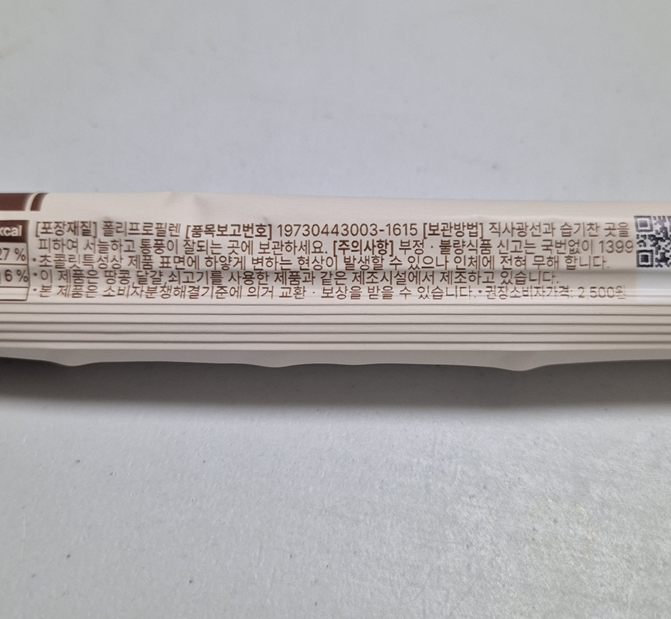 kcal
27 %
6 %
[포장재질] 폴리프로필렌 [품목보고번호] 19730443003-1615 [보관방법] 직사광선과 습기찬 곳을
피하여 서늘하고 통풍이 잘되는 곳에 보관하세요. [주의사항] 부정 · 불량식품 신고는 국번없이 1399
•초콜릿특성상 제품 표면에 하얗게 변하는 현상이 발생할 수 있으나 인체에 전혀 무해 합니다.
•이 제품은 땅콩, 달걀, 쇠고기를 사용한 제품과 같은 제조시설에서 제조하고 있습니다.
•본 제품은 소비자분쟁해결기준에 의거 교환 · 보상을 받을 수 있습니다. •권장소비자가격: 2,500원